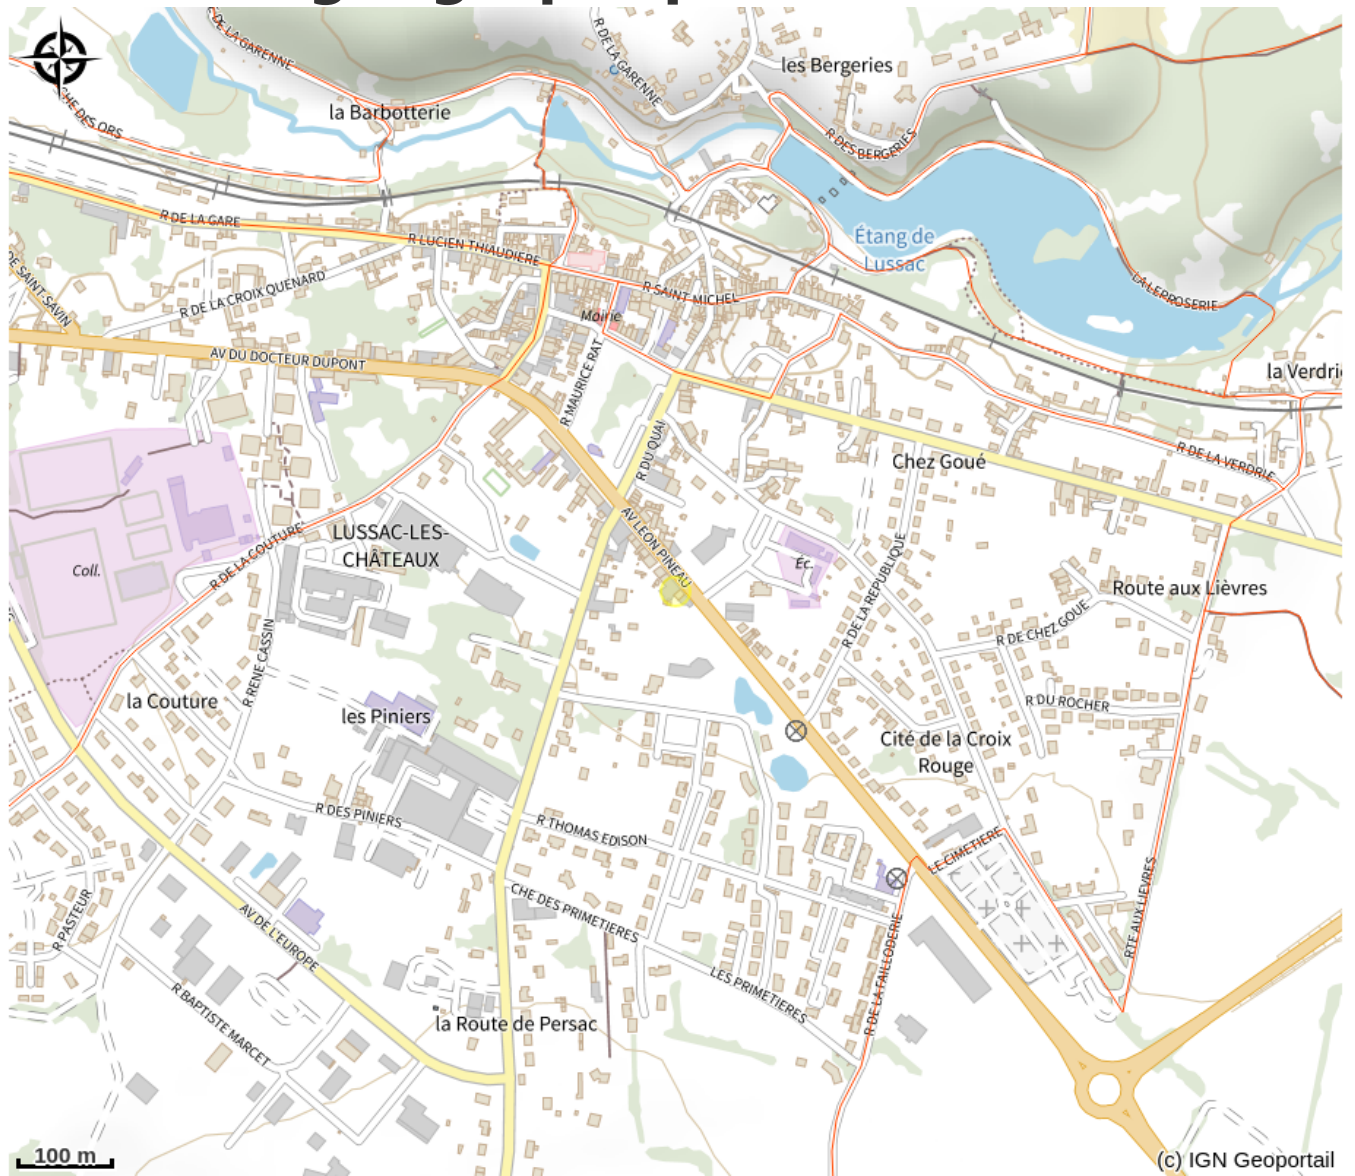 DE LA GARENNE
R DE LA GARENNE
les Bergeries
CHE DES ORS
la Barbotterie
R DES BERGERIES
R DE LA GARE
R LUCIEN THIAUDIERE
Étang de
Lussac
LA LEPROSERIE
DE SAINT-SAVIN
R DE LA CROIX QUENARD
R SAINT MICHEL
Mairie
AV DU DOCTEUR DUPONT
R MAURICE RAT
la Verdrie
R DU QUAI
Chez Goué
R DE LA VERDRIE
AV LEON PINEAU
LUSSAC-LES-
CHÂTEAUX
Coll.
R DE LA COUTURE
Éc.
R DE LA REPUBLIQUE
Route aux Lièvres
R DE CHEZ GOUE
R RENE CASSIN
la Couture
les Piniers
R DU ROCHER
Cité de la Croix
Rouge
R DES PINIERS
R THOMAS EDISON
LE CIMETIERE
CHE DES PRIMETIERES
RTE AUX LIEVRES
R PASTEUR
AV DE L'EUROPE
LES PRIMETIERES
R DE LA FAILLODERIE
R BAPTISTE MARCET
la Route de Persac
100 m
(c) IGN Geoportail